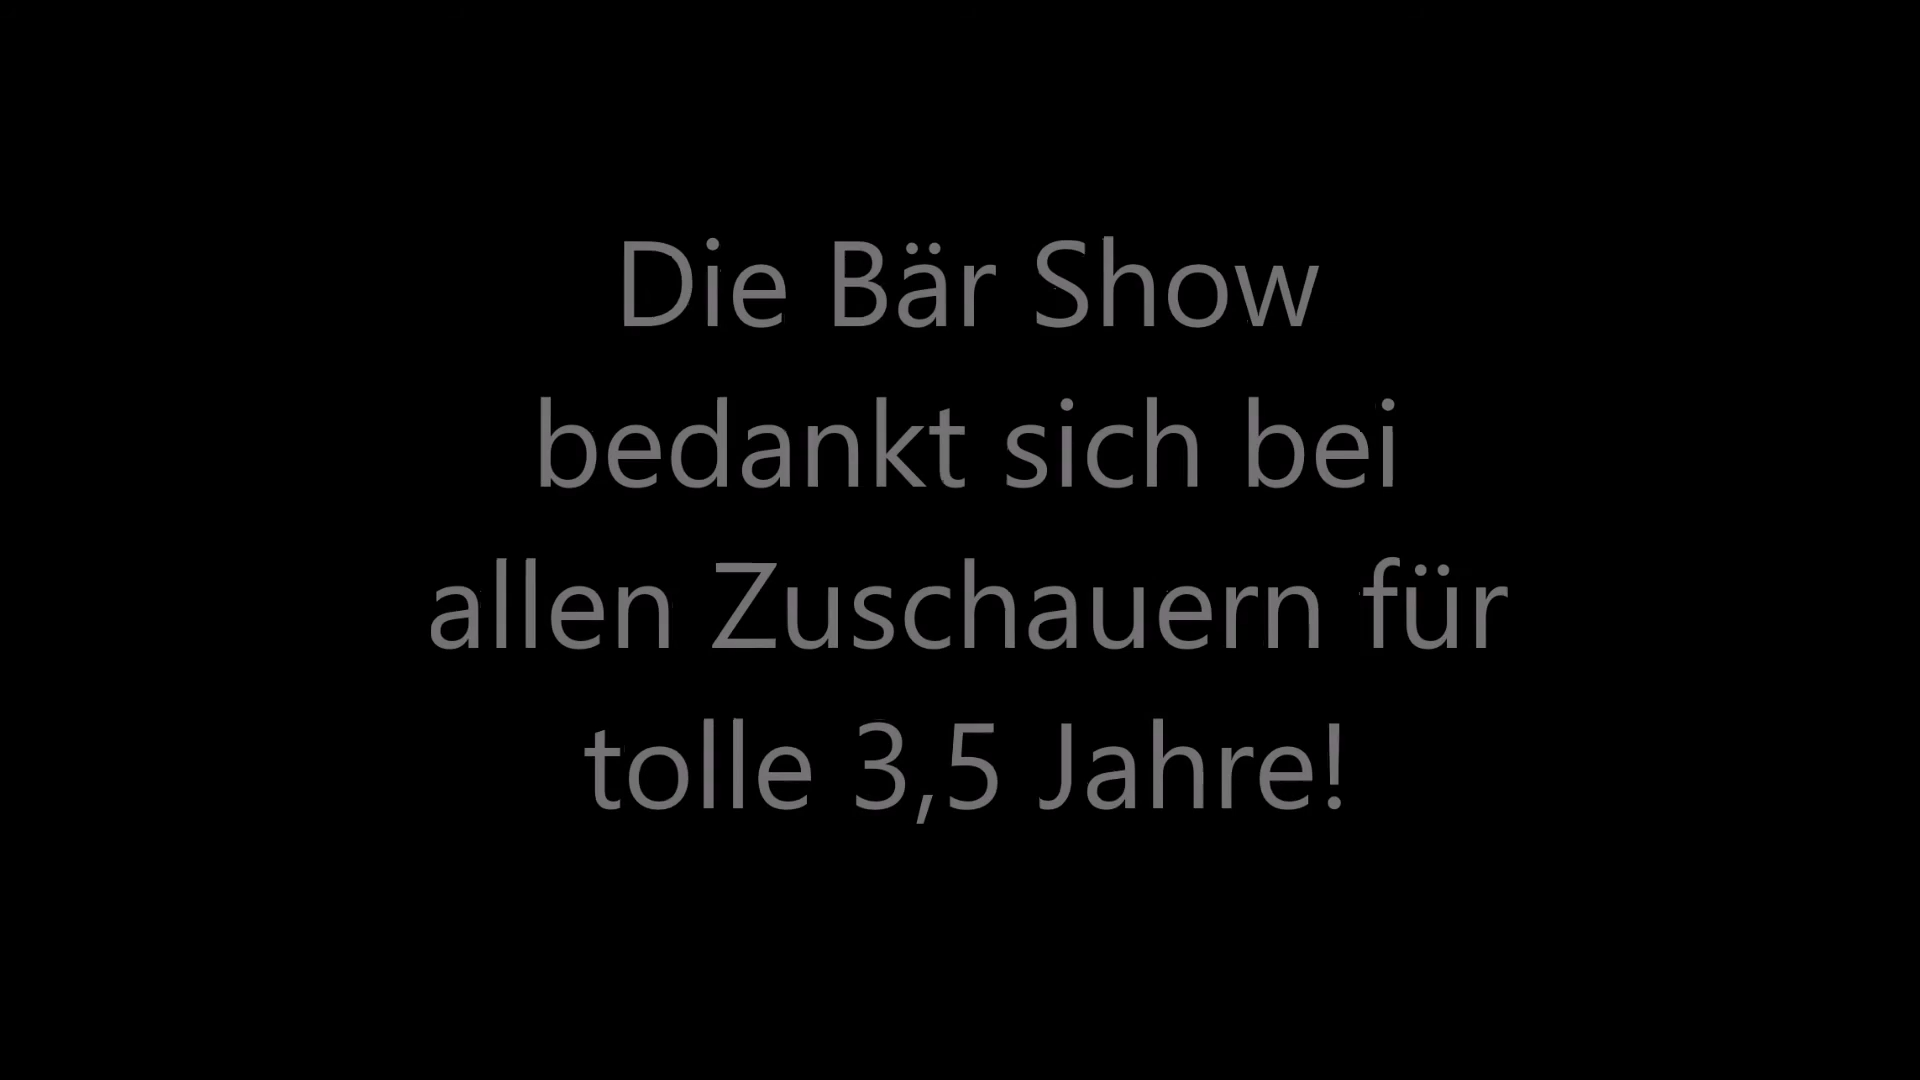 Die Bär Show
bedankt sich bei
allen Zuschauern für
tolle 3,5 Jahre!